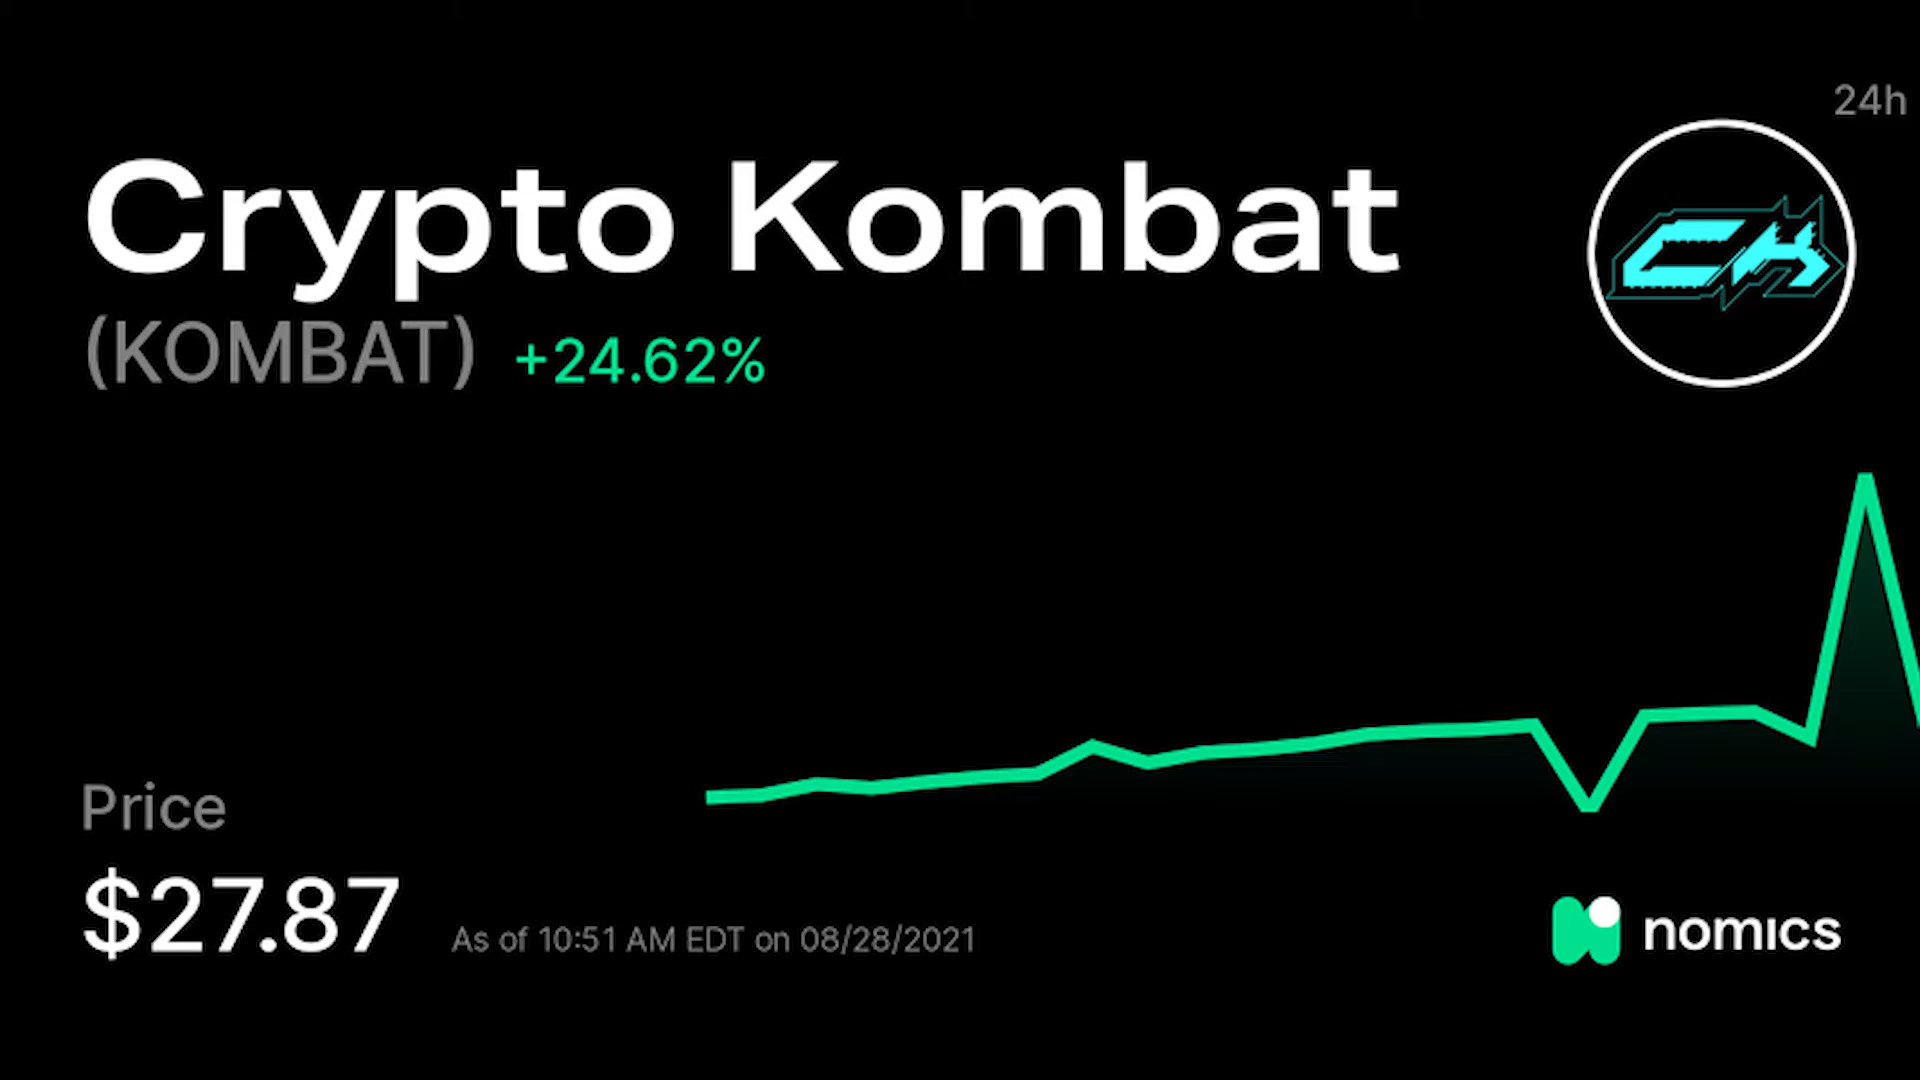 24h
Crypto Kombat
CK
(KOMBAT) +24.62%
Price
$27.87 As of 10:51 AM EDT on 08/28/2021
nomics